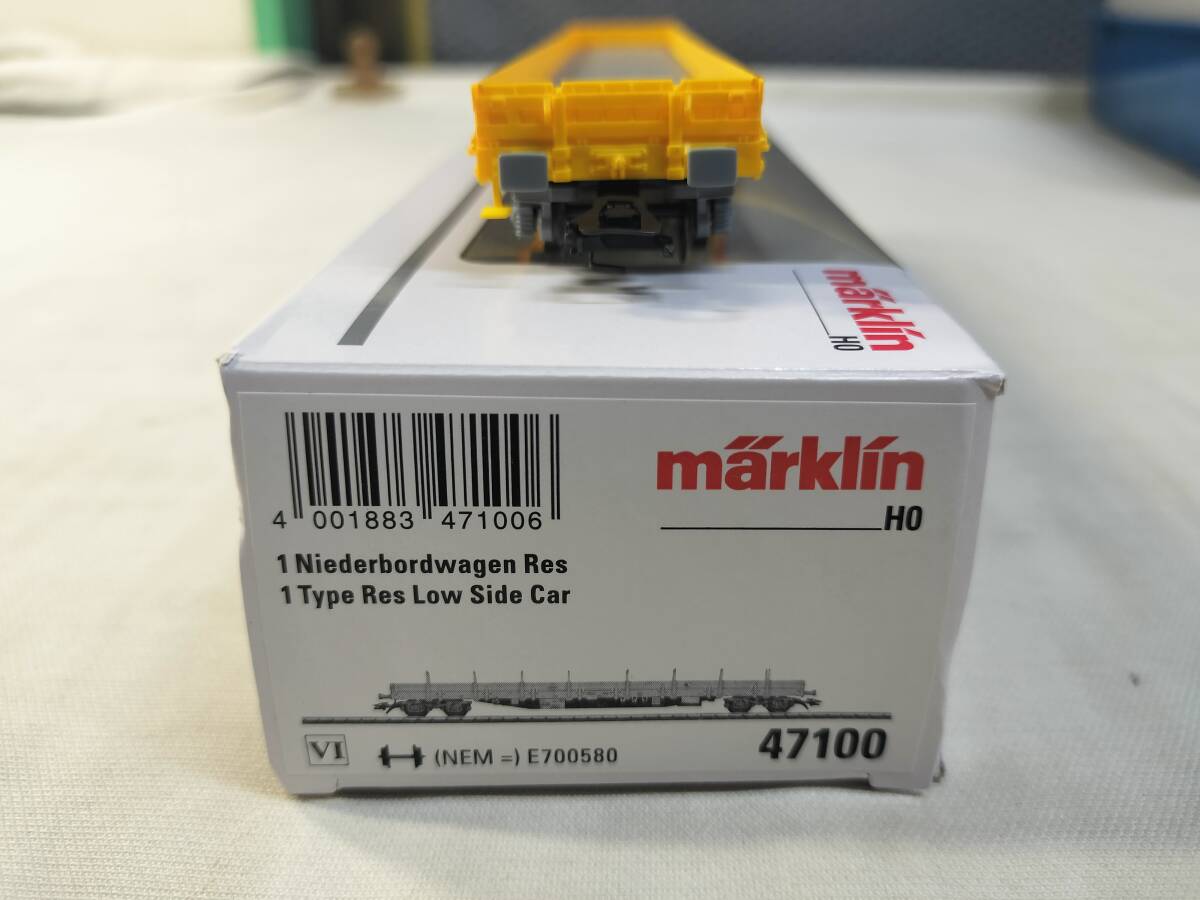 märklin
H0
4 001883 471006
märklin
H0
1 Niederbordwagen Res
1 Type Res Low Side Car
VI (NEM =) E700580
47100